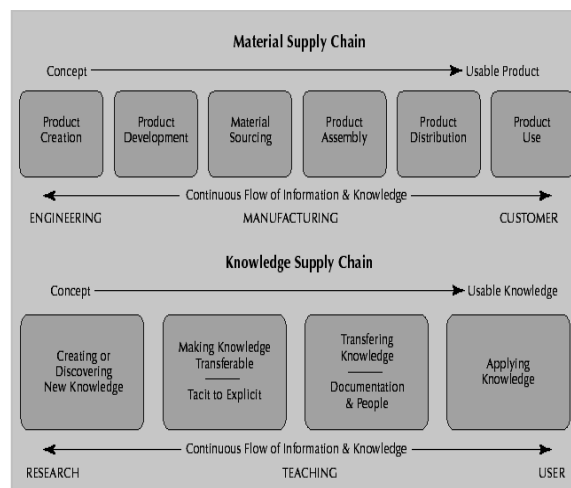 Material Supply Chain
Concept Usable Product
Product Creation
Product Development
Material Sourcing
Product Assembly
Product Distribution
Product Use
Continuous Flow of Information & Knowledge
ENGINEERING MANUFACTURING CUSTOMER
Knowledge Supply Chain
Concept Usable Knowledge
Creating or
Discovering
New Knowledge
Making Knowledge
Transferable
Tacit to Explicit
Transfering
Knowledge
Documentation
& People
Applying
Knowledge
Continuous Flow of Information & Knowledge
RESEARCH TEACHING USER